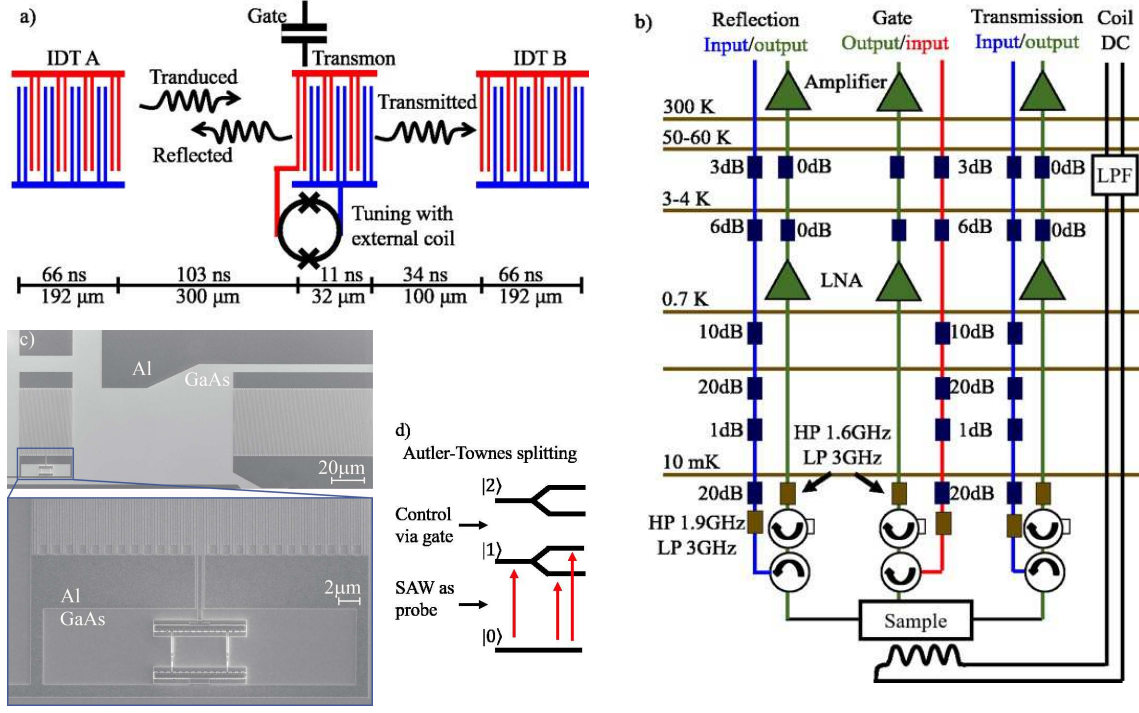 a)
Gate
IDT A
Transmon
IDT B
Tranduced
Transmitted
Reflected
Tuning with
external coil
66 ns
103 ns
11 ns
34 ns
66 ns
192 μm
300 μm
32 μm
100 μm
192 μm
b)
Reflection
Gate
Transmission
Coil
Input/output
Output/input
Input/output
DC
Amplifier
300 K
50-60 K
3dB
0dB
3dB
0dB
LPF
3-4 K
6dB
0dB
6dB
0dB
LNA
0.7 K
10dB
10dB
20dB
20dB
1dB
1dB
HP 1.6GHz
LP 3GHz
10 mK
20dB
20dB
HP 1.9GHz
LP 3GHz
Sample
c)
Al
GaAs
20μm
Al
GaAs
2μm
d)
Autler-Townes splitting
|2⟩
Control
via gate
|1⟩
SAW as
probe
|0⟩